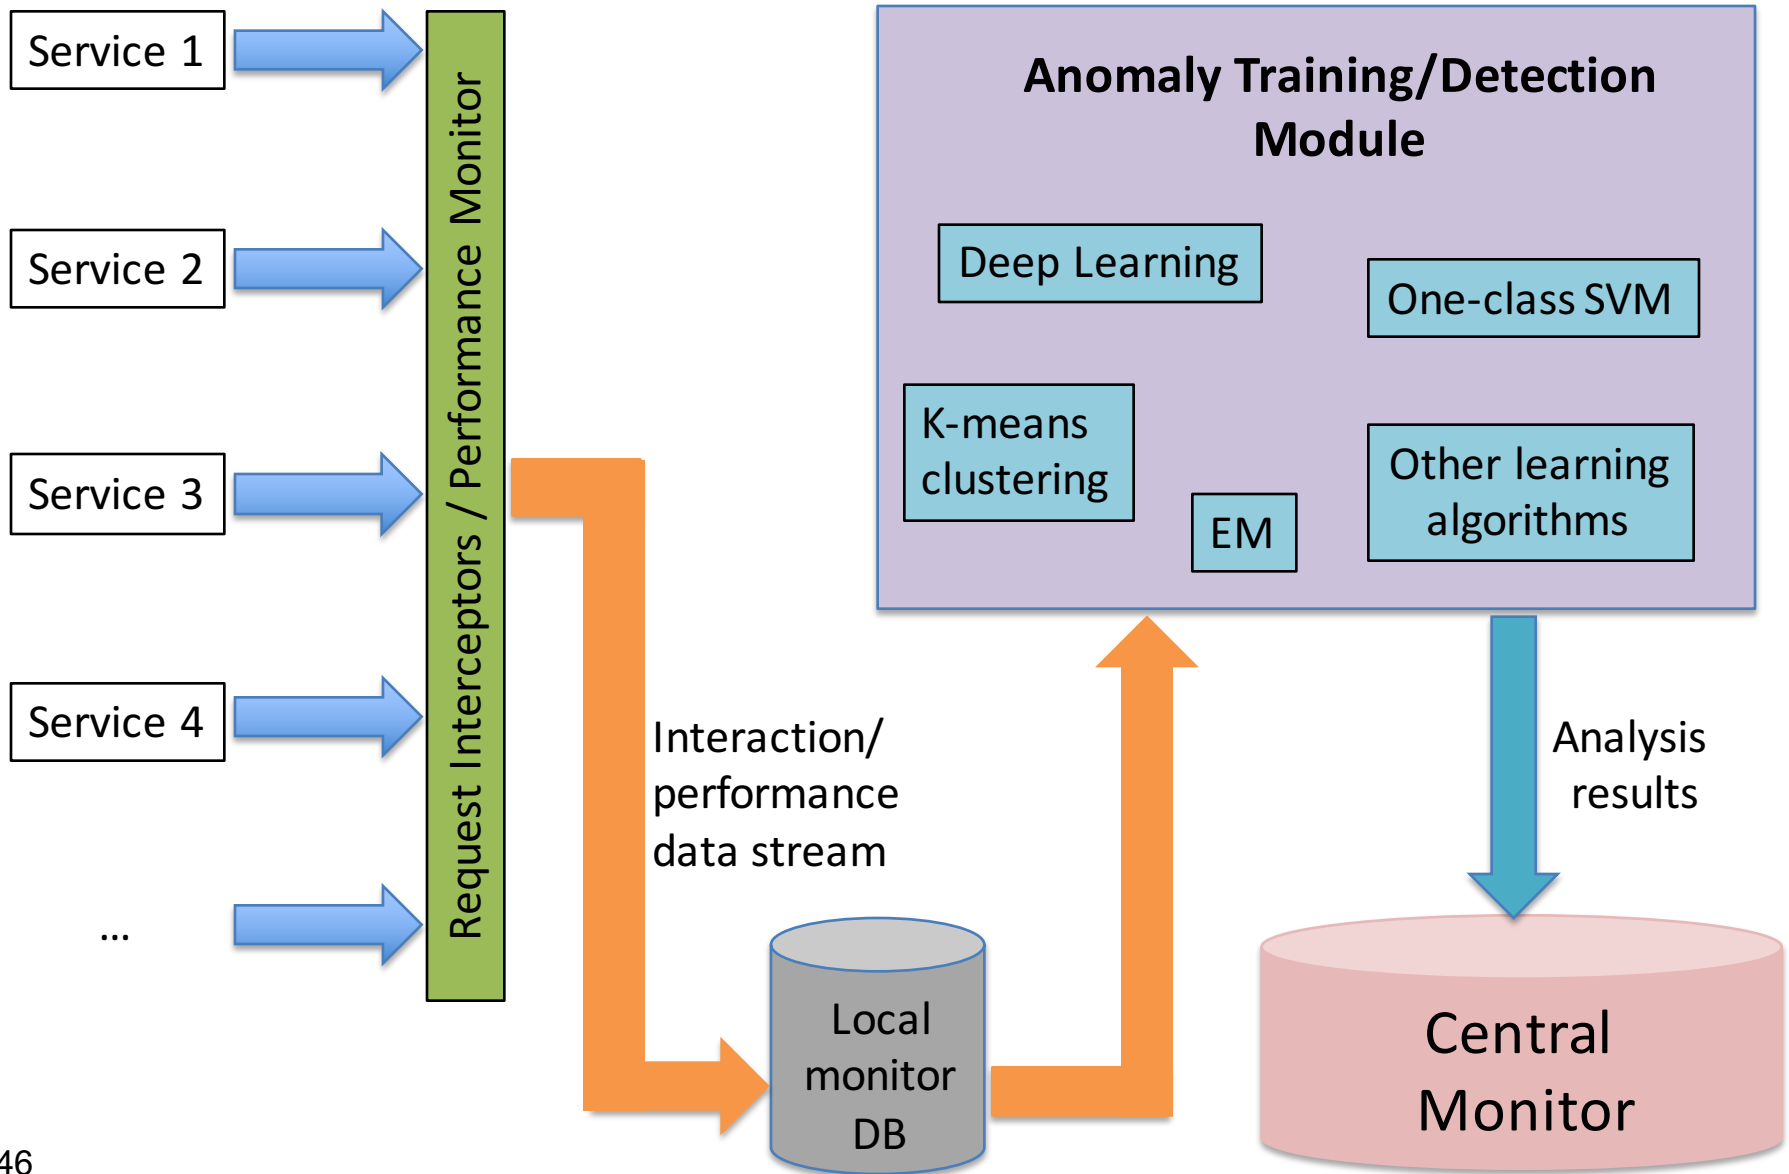 Service 1
Service 2
Service 3
Service 4
...
Request Interceptors / Performance Monitor
Interaction/
performance
data stream
Local
monitor
DB
Anomaly Training/Detection
Module
Deep Learning
One-class SVM
K-means
clustering
EM
Other learning
algorithms
Analysis
results
Central
Monitor
46